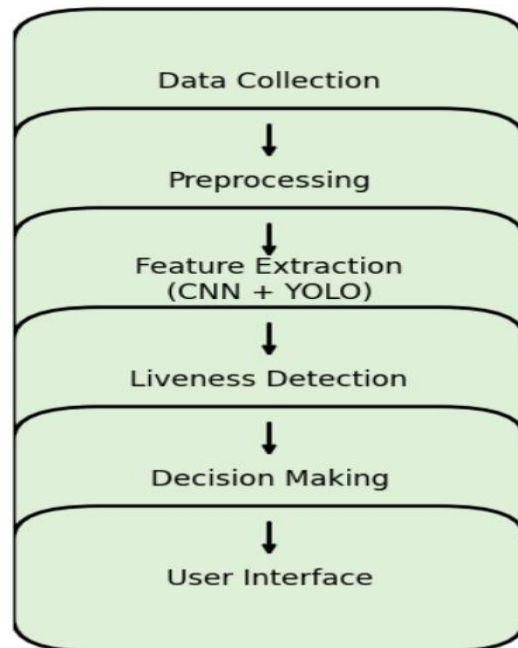 Data Collection
Preprocessing
Feature Extraction
(CNN + YOLO)
Liveness Detection
Decision Making
User Interface